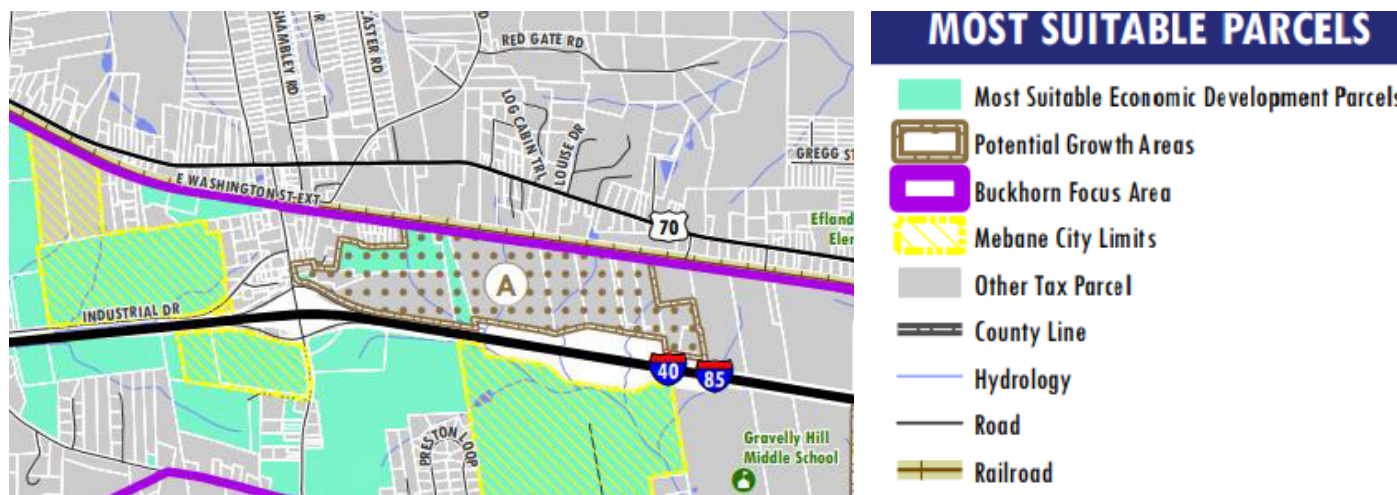 RED GATE RD
SHAMBLEY RD
LOG CABIN TRL
LOUISE DR
GREGG ST
E WASHINGTON ST-EXT
70
Efland
INDUSTRIAL DR
A
40
85
PRESTON LOOP
Gravelly Hill
Middle School
MOST SUITABLE PARCELS
Most Suitable Economic Development Parcels
Potential Growth Areas
Buckhorn Focus Area
Mebane City Limits
Other Tax Parcel
County Line
Hydrology
Road
Railroad